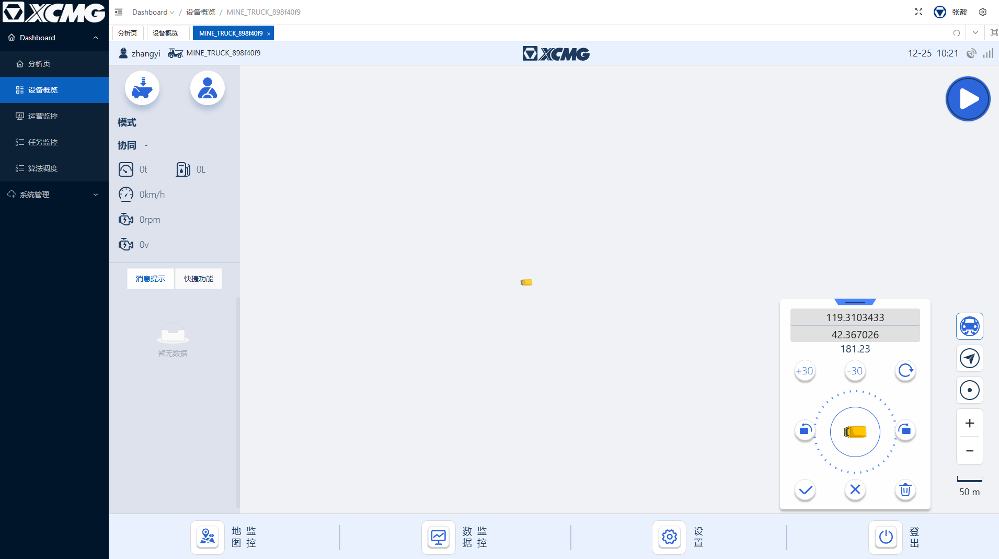 XCMG
Dashboard / 设备概览 / MINE_TRUCK_898f40f9
张毅
分析页
设备概览
MINE_TRUCK_898f40f9 ×
Dashboard
分析页
设备概览
运营监控
任务监控
算法调度
系统管理
zhangyi
MINE_TRUCK_898f40f9
XCMG
12-25 10:21
模式
协同 -
0t
0L
0km/h
0rpm
0v
消息提示
快捷功能
暂无数据
119.3103433
42.367026
181.23
+30
-30
+
−
50 m
地图监控
数据监控
设置
登出